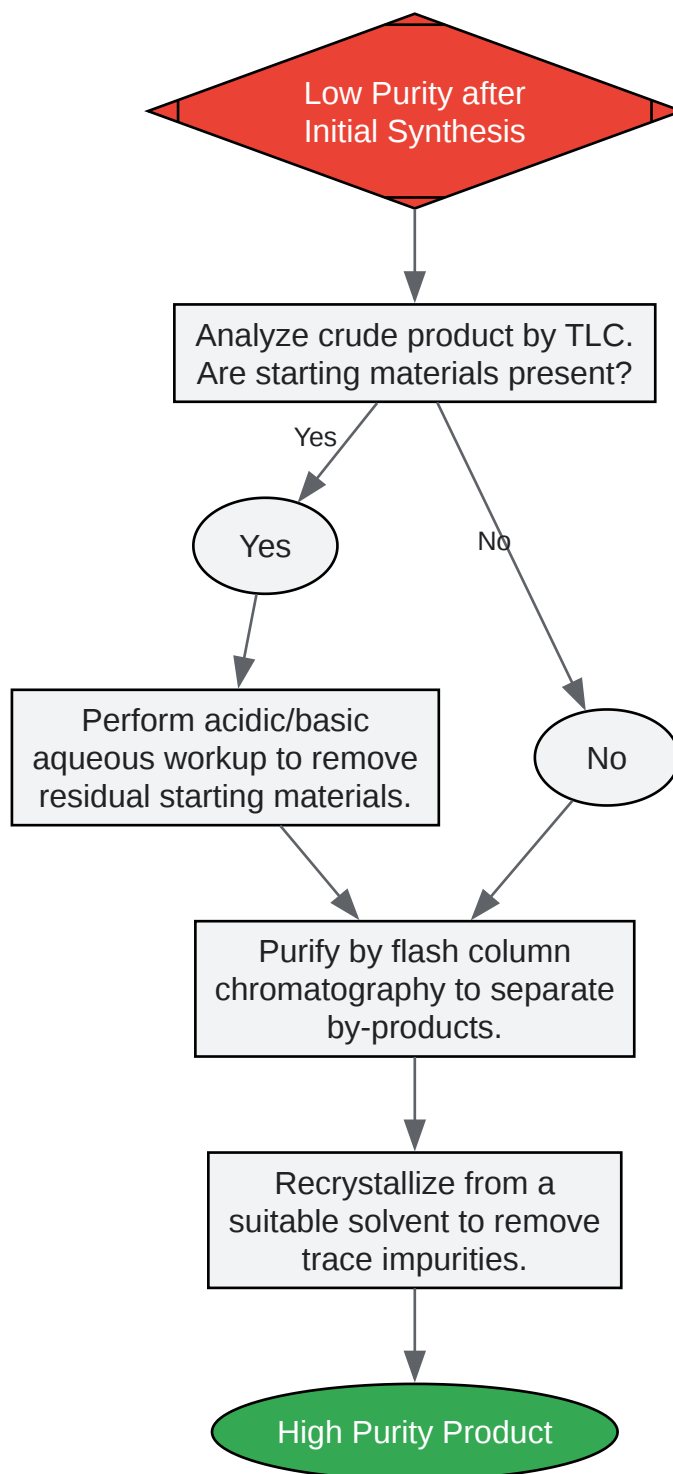 Low Purity after
Initial Synthesis
Analyze crude product by TLC.
Are starting materials present?
Yes
Yes
No
Perform acidic/basic
aqueous workup to remove
residual starting materials.
No
Purify by flash column
chromatography to separate
by-products.
Recrystallize from a
suitable solvent to remove
trace impurities.
High Purity Product